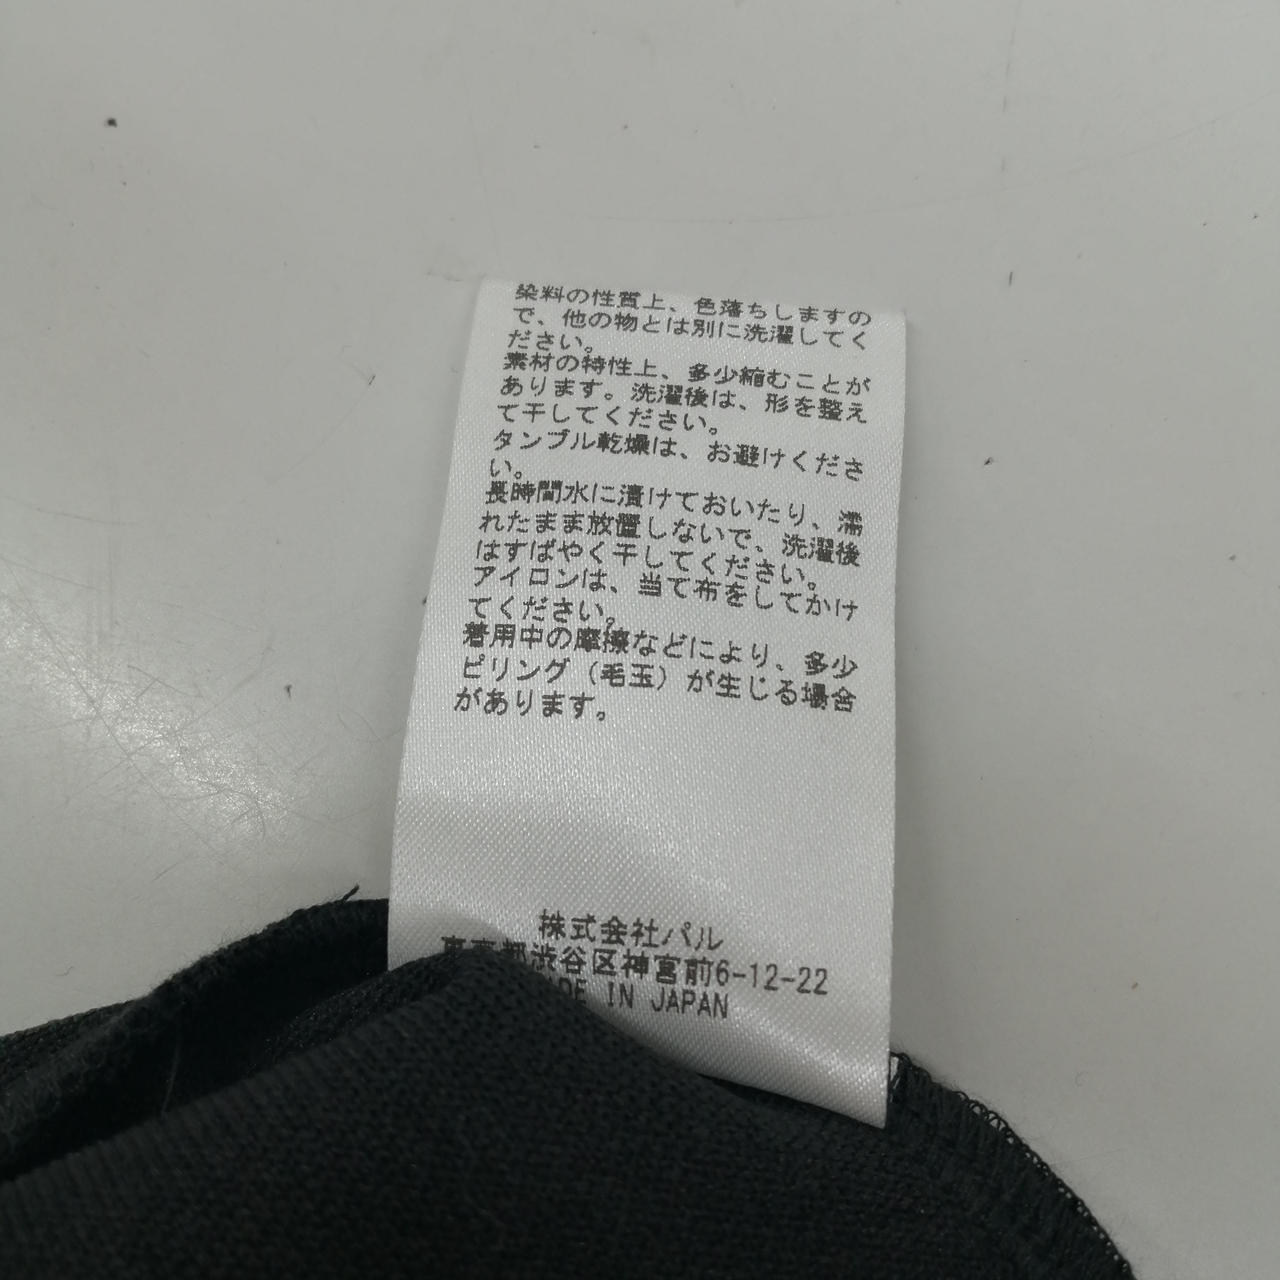 染料の性質上、色落ちしますの
で、他の物とは別に洗濯してく
ださい。
素材の特性上、多少縮むことが
あります。洗濯後は、形を整え
て干してください。
タンブル乾燥は、お避けくださ
い。
長時間水に漬けておいたり、濡
れたまま放置しないで、洗濯後
はすばやく干してください。
アイロンは、当て布をしてかけ
てください。
着用中の摩擦などにより、多少
ピリング（毛玉）が生じる場合
があります。
株式会社パル
東京都渋谷区神宮前6-12-22
MADE IN JAPAN